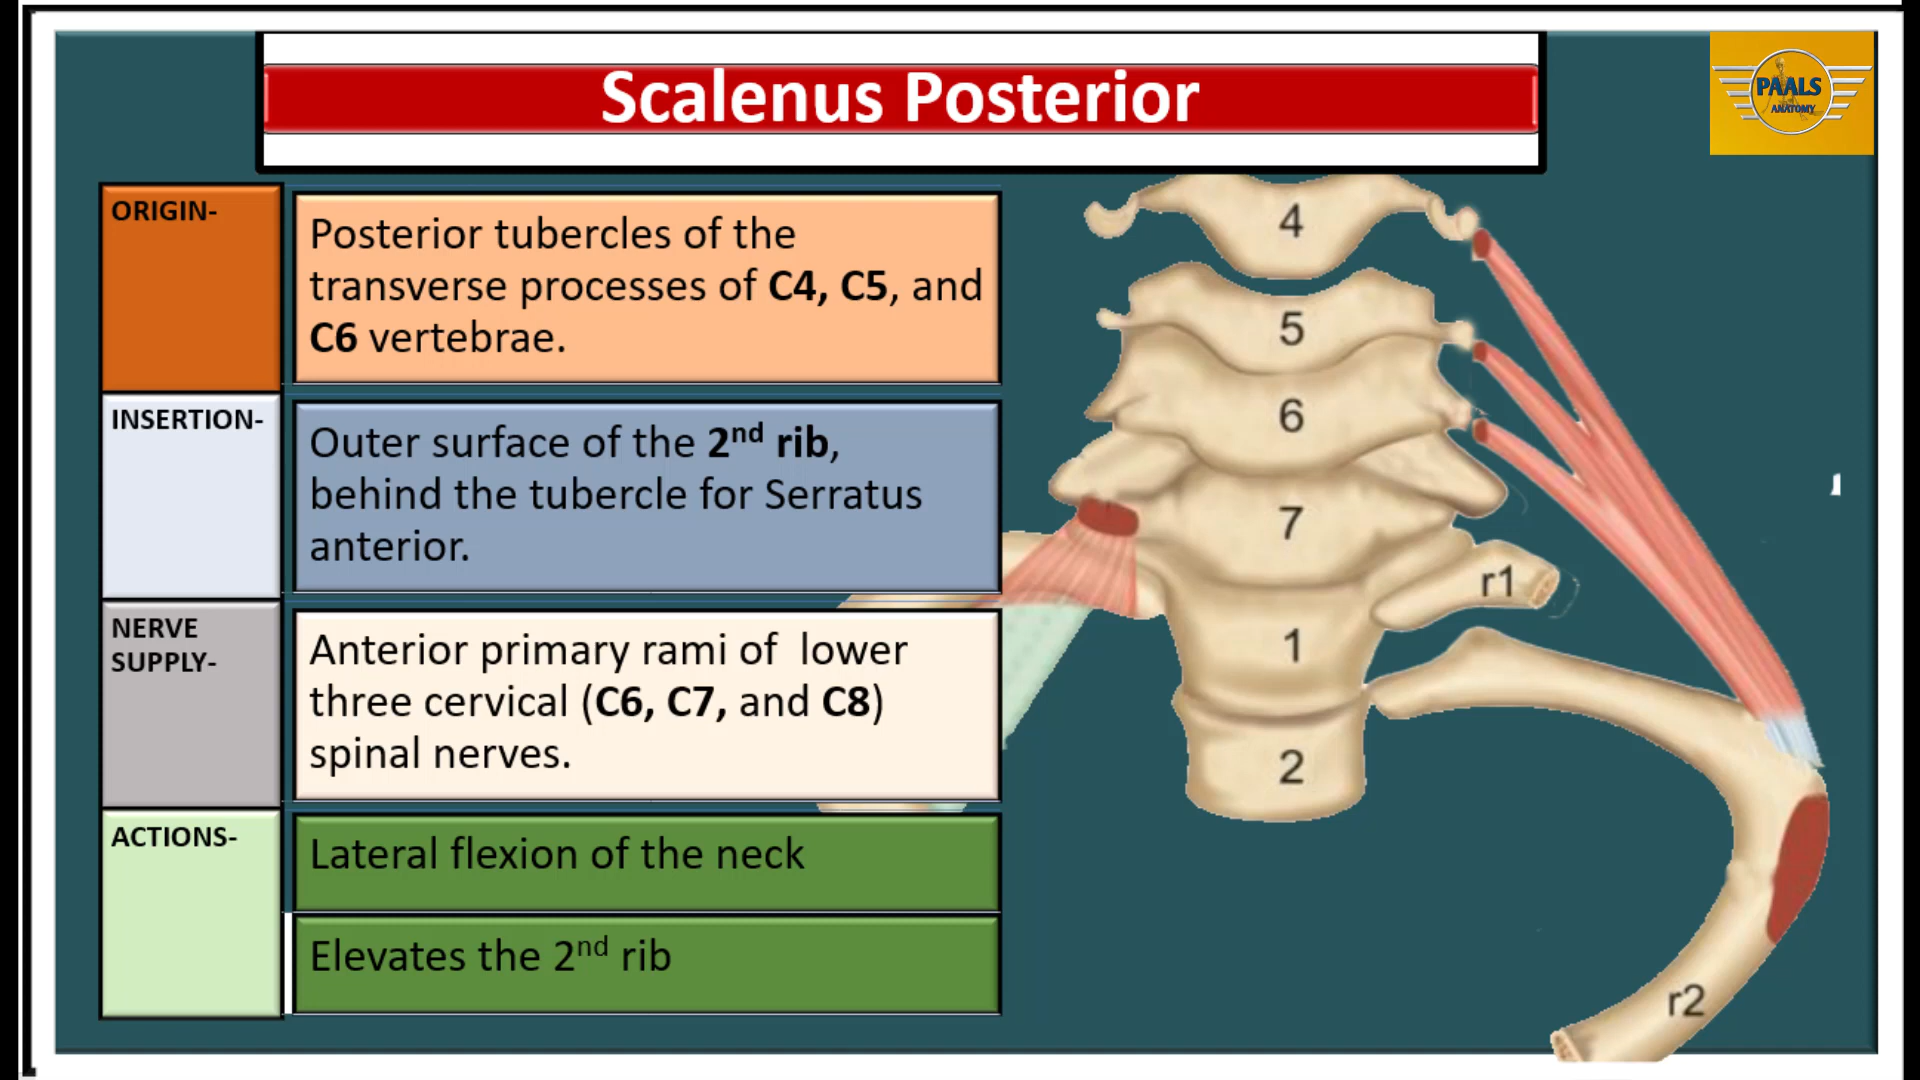 Scalenus Posterior
PAALS
ANATOMY
ORIGIN-
Posterior tubercles of the
transverse processes of C4, C5, and
C6 vertebrae.
INSERTION-
Outer surface of the 2nd rib,
behind the tubercle for Serratus
anterior.
NERVE
SUPPLY-
Anterior primary rami of lower
three cervical (C6, C7, and C8)
spinal nerves.
ACTIONS-
Lateral flexion of the neck
Elevates the 2nd rib
4
5
6
7
r1
1
2
r2